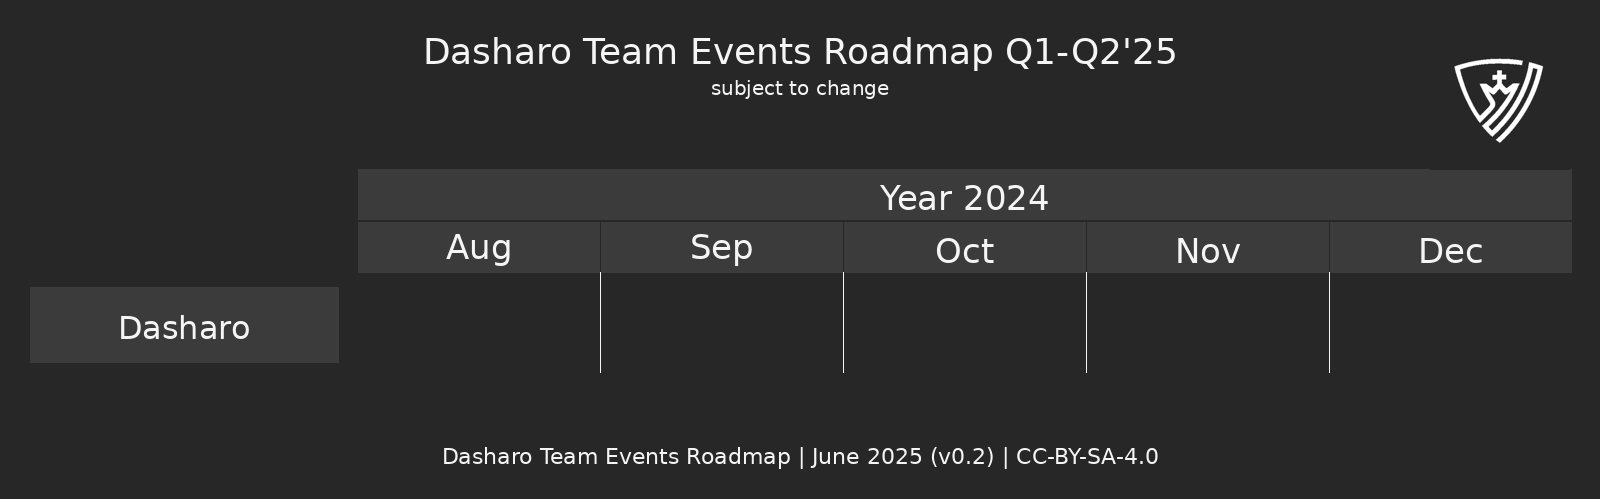 Dasharo Team Events Roadmap Q1-Q2'25
subject to change
Year 2024
Aug Sep Oct Nov Dec
Dasharo
Dasharo Team Events Roadmap | June 2025 (v0.2) | CC-BY-SA-4.0